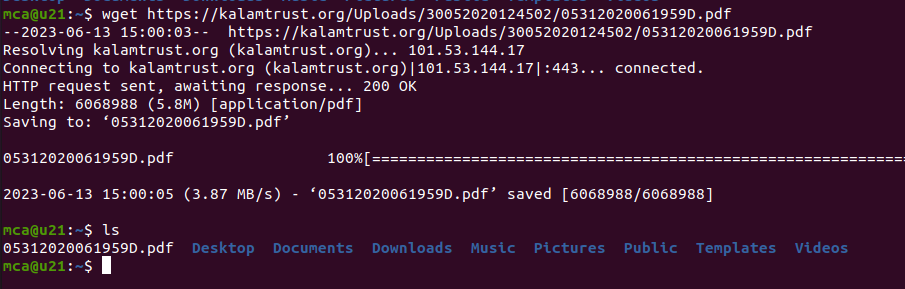 mca@u21:~$ wget https://kalamtrust.org/Uploads/30052020124502/05312020061959D.pdf
--2023-06-13 15:00:03--  https://kalamtrust.org/Uploads/30052020124502/05312020061959D.pdf
Resolving kalamtrust.org (kalamtrust.org)... 101.53.144.17
Connecting to kalamtrust.org (kalamtrust.org)|101.53.144.17|:443... connected.
HTTP request sent, awaiting response... 200 OK
Length: 6068988 (5.8M) [application/pdf]
Saving to: ‘05312020061959D.pdf’
05312020061959D.pdf 100%[===========================================================
2023-06-13 15:00:05 (3.87 MB/s) - ‘05312020061959D.pdf’ saved [6068988/6068988]
mca@u21:~$ ls
05312020061959D.pdf  Desktop  Documents  Downloads  Music  Pictures  Public  Templates  Videos
mca@u21:~$